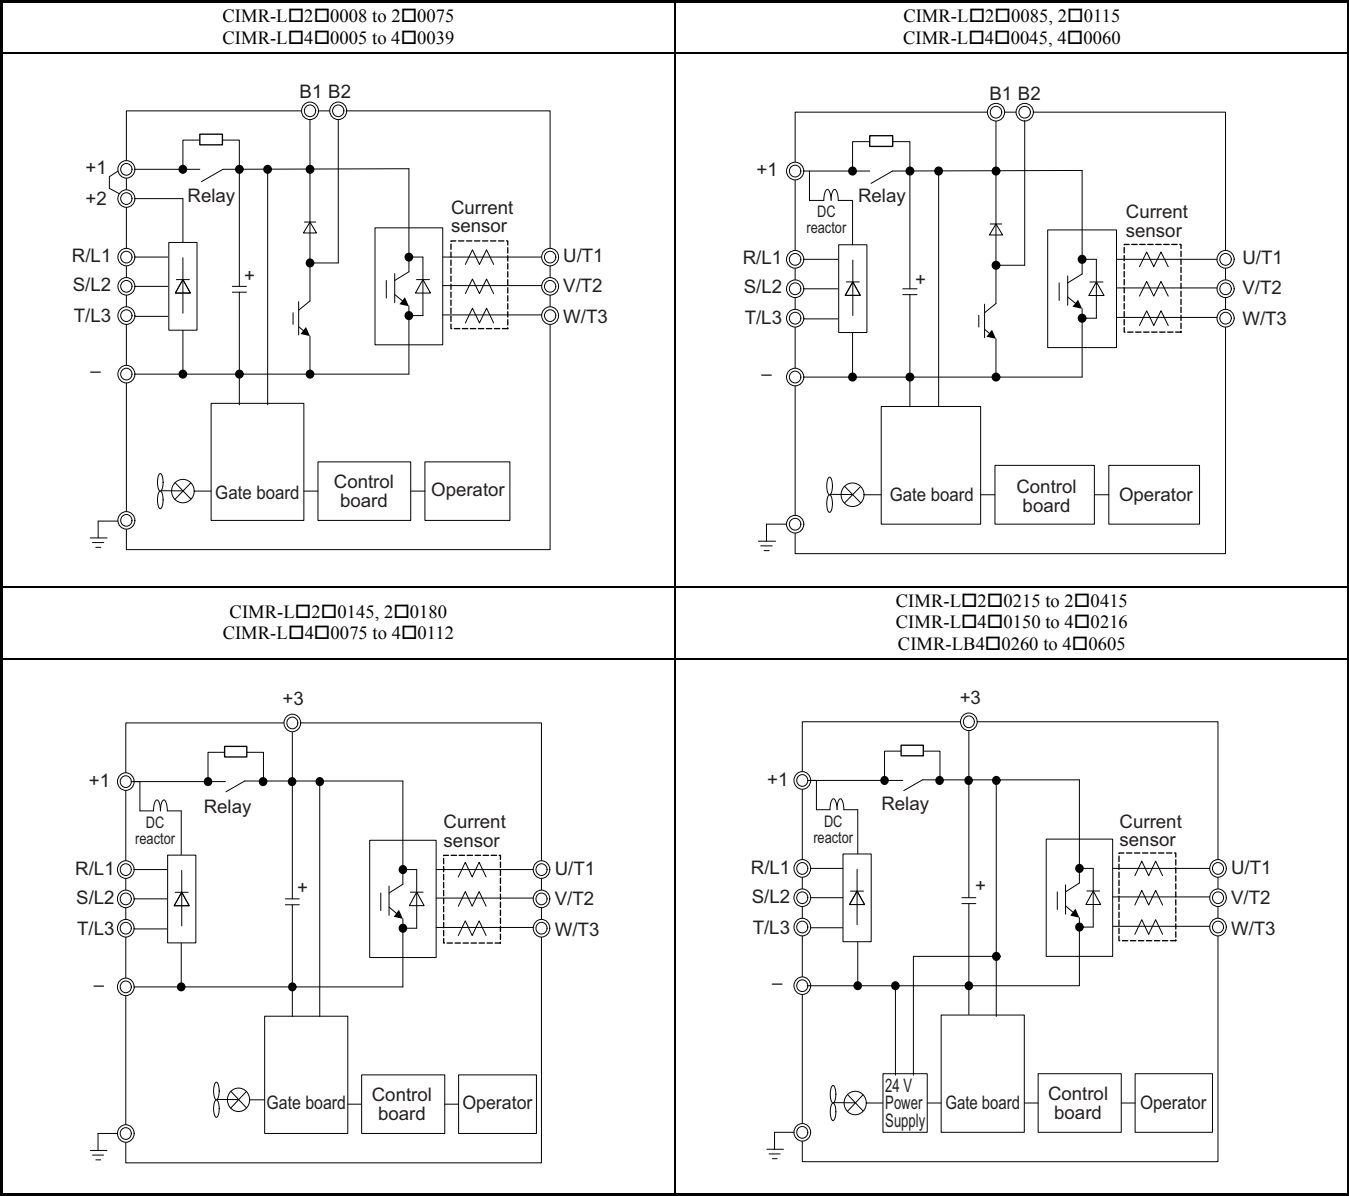 CIMR-L□2□0008 to 2□0075
CIMR-L□4□0005 to 4□0039
B1 B2
+1
Relay
+2
Current
sensor
R/L1
S/L2
T/L3
+
U/T1
V/T2
W/T3
–
Gate board
Control
board
Operator
CIMR-L□2□0085, 2□0115
CIMR-L□4□0045, 4□0060
B1 B2
+1
Relay
DC
reactor
Current
sensor
R/L1
S/L2
T/L3
+
U/T1
V/T2
W/T3
–
Gate board
Control
board
Operator
CIMR-L□2□0145, 2□0180
CIMR-L□4□0075 to 4□0112
+3
+1
Relay
DC
reactor
Current
sensor
R/L1
S/L2
T/L3
+
U/T1
V/T2
W/T3
–
Gate board
Control
board
Operator
CIMR-L□2□0215 to 2□0415
CIMR-L□4□0150 to 4□0216
CIMR-LB4□0260 to 4□0605
+3
+1
Relay
DC
reactor
Current
sensor
R/L1
S/L2
T/L3
+
U/T1
V/T2
W/T3
–
24 V
Power
Supply
Gate board
Control
board
Operator